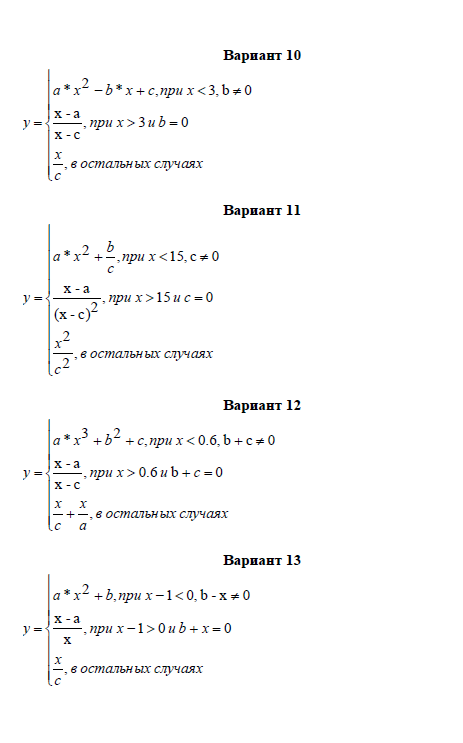 Вариант 10
a * x² − b * x + c, при x < 3, b ≠ 0
y = { x - a / x - c, при x > 3 и b = 0
x / c, в остальных случаях
Вариант 11
a * x² + b / c, при x < 15, c ≠ 0
y = { x - a / (x - c)², при x > 15 и c = 0
x² / c², в остальных случаях
Вариант 12
a * x³ + b² + c, при x < 0.6, b + c ≠ 0
y = { x - a / x - c, при x > 0.6 и b + c = 0
x / c + x / a, в остальных случаях
Вариант 13
a * x² + b, при x − 1 < 0, b - x ≠ 0
y = { x - a / x, при x − 1 > 0 и b + x = 0
x / c, в остальных случаях